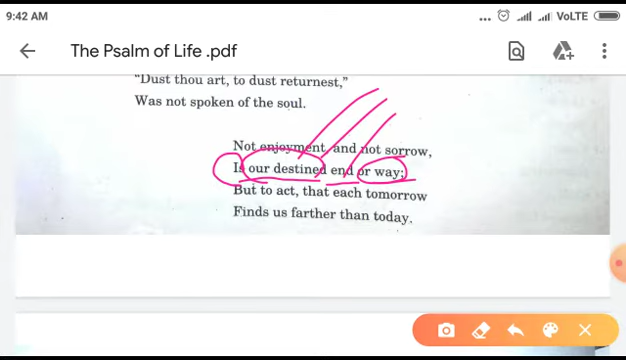 9:42 AM
... VoLTE
The Psalm of Life .pdf
"Dust thou art, to dust returnest,"
Was not spoken of the soul.
Not enjoyment, and not sorrow,
Is our destined end or way;
But to act, that each tomorrow
Finds us farther than today.